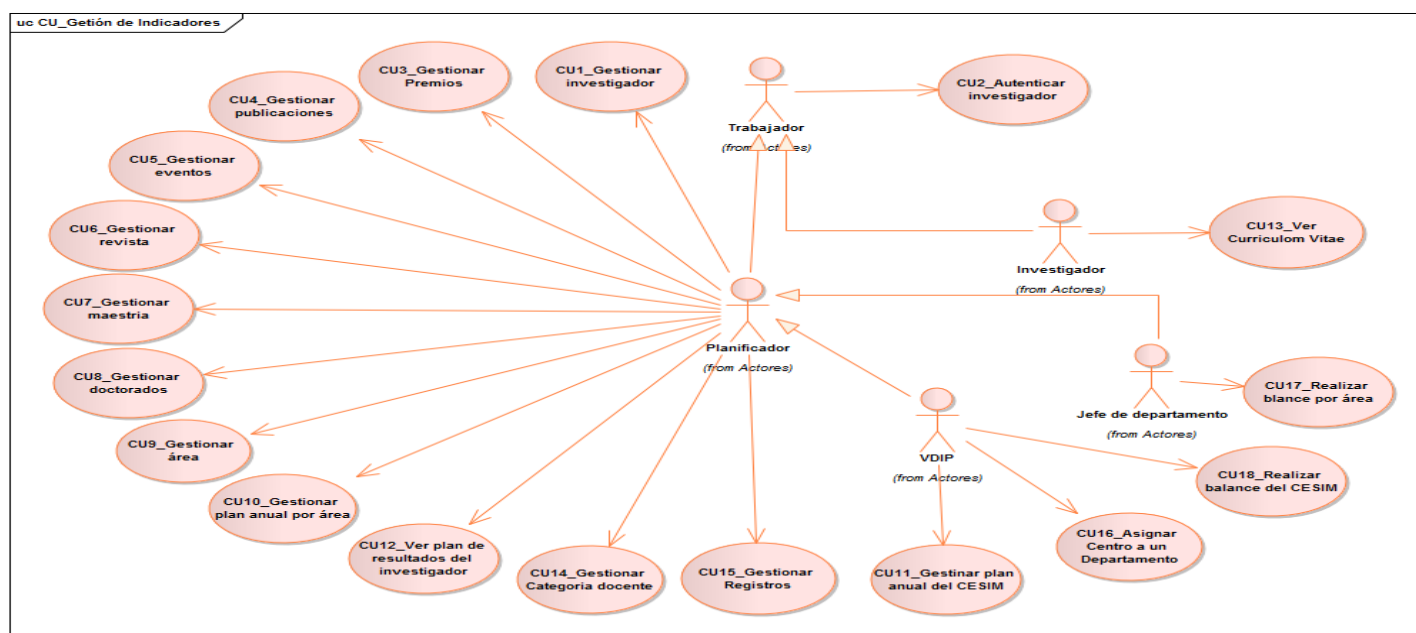 uc CU_Getión de Indicadores
CU3_Gestionar
Premios
CU1_Gestionar
investigador
CU4_Gestionar
publicaciones
CU2_Autenticar
investigador
Trabajador
(from Actores)
CU5_Gestionar
eventos
CU6_Gestionar
revista
CU13_Ver
Curriculom Vitae
Investigador
(from Actores)
CU7_Gestionar
maestria
Planificador
(from Actores)
CU8_Gestionar
doctorados
CU17_Realizar
blance por área
Jefe de departamento
(from Actores)
CU9_Gestionar
área
VDIP
(from Actores)
CU18_Realizar
balance del CESIM
CU10_Gestionar
plan anual por área
CU16_Asignar
Centro a un
Departamento
CU12_Ver plan de
resultados del
investigador
CU14_Gestionar
Categoria docente
CU15_Gestionar
Registros
CU11_Gestinar plan
anual del CESIM